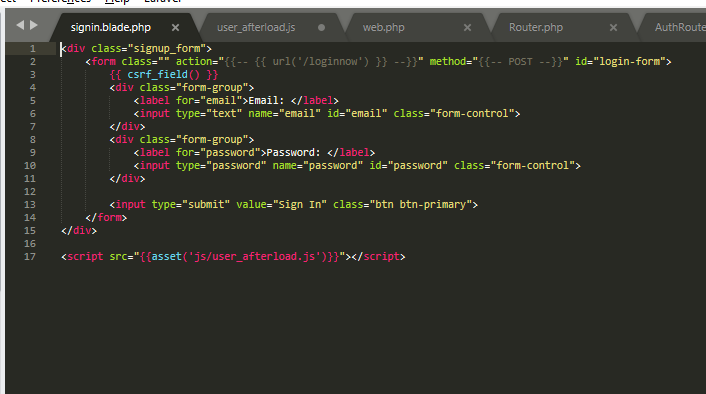 ect Preferences Help Laravel
signin.blade.php × user_afterload.js web.php × Router.php × AuthRoute
1 <div class="signup_form">
2 <form class="" action="{{-- {{ url('/loginnow') }} --}}" method="{{-- POST --}}" id="login-form">
3 {{ csrf_field() }}
4 <div class="form-group">
5 <label for="email">Email: </label>
6 <input type="text" name="email" id="email" class="form-control">
7 </div>
8 <div class="form-group">
9 <label for="password">Password: </label>
10 <input type="password" name="password" id="password" class="form-control">
11 </div>
12
13 <input type="submit" value="Sign In" class="btn btn-primary">
14 </form>
15 </div>
16
17 <script src="{{asset('js/user_afterload.js')}}"></script>